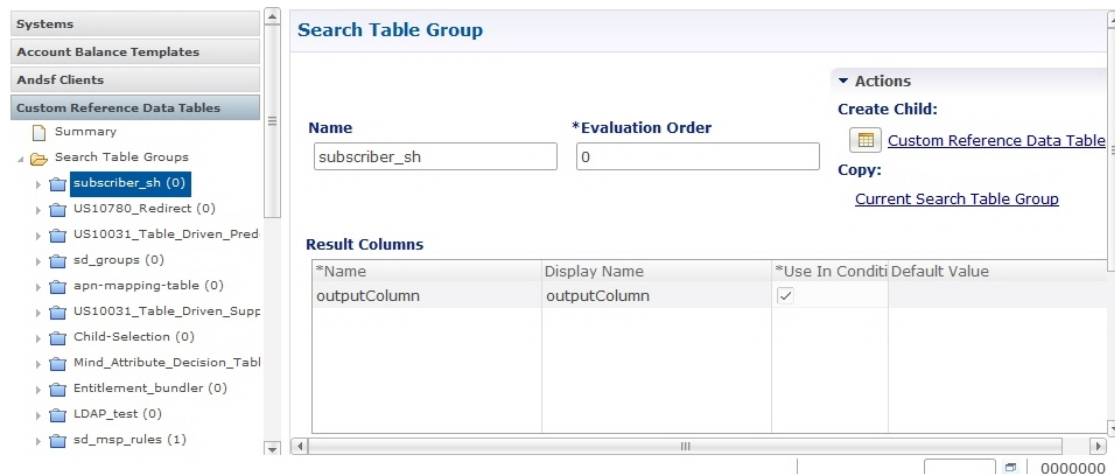 Systems
Account Balance Templates
Andsf Clients
Custom Reference Data Tables
Summary
Search Table Groups
subscriber_sh (0)
US10780_Redirect (0)
US10031_Table_Driven_Pred
sd_groups (0)
apn-mapping-table (0)
US10031_Table_Driven_Supp
Child-Selection (0)
Mind_Attribute_Decision_Tabl
Entitlement_bundler (0)
LDAP_test (0)
sd_msp_rules (1)
Search Table Group
Actions
Create Child:
Custom Reference Data Table
Copy:
Current Search Table Group
Name *Evaluation Order
subscriber_sh 0
Result Columns
*Name Display Name *Use In Conditi Default Value
outputColumn outputColumn
0000000